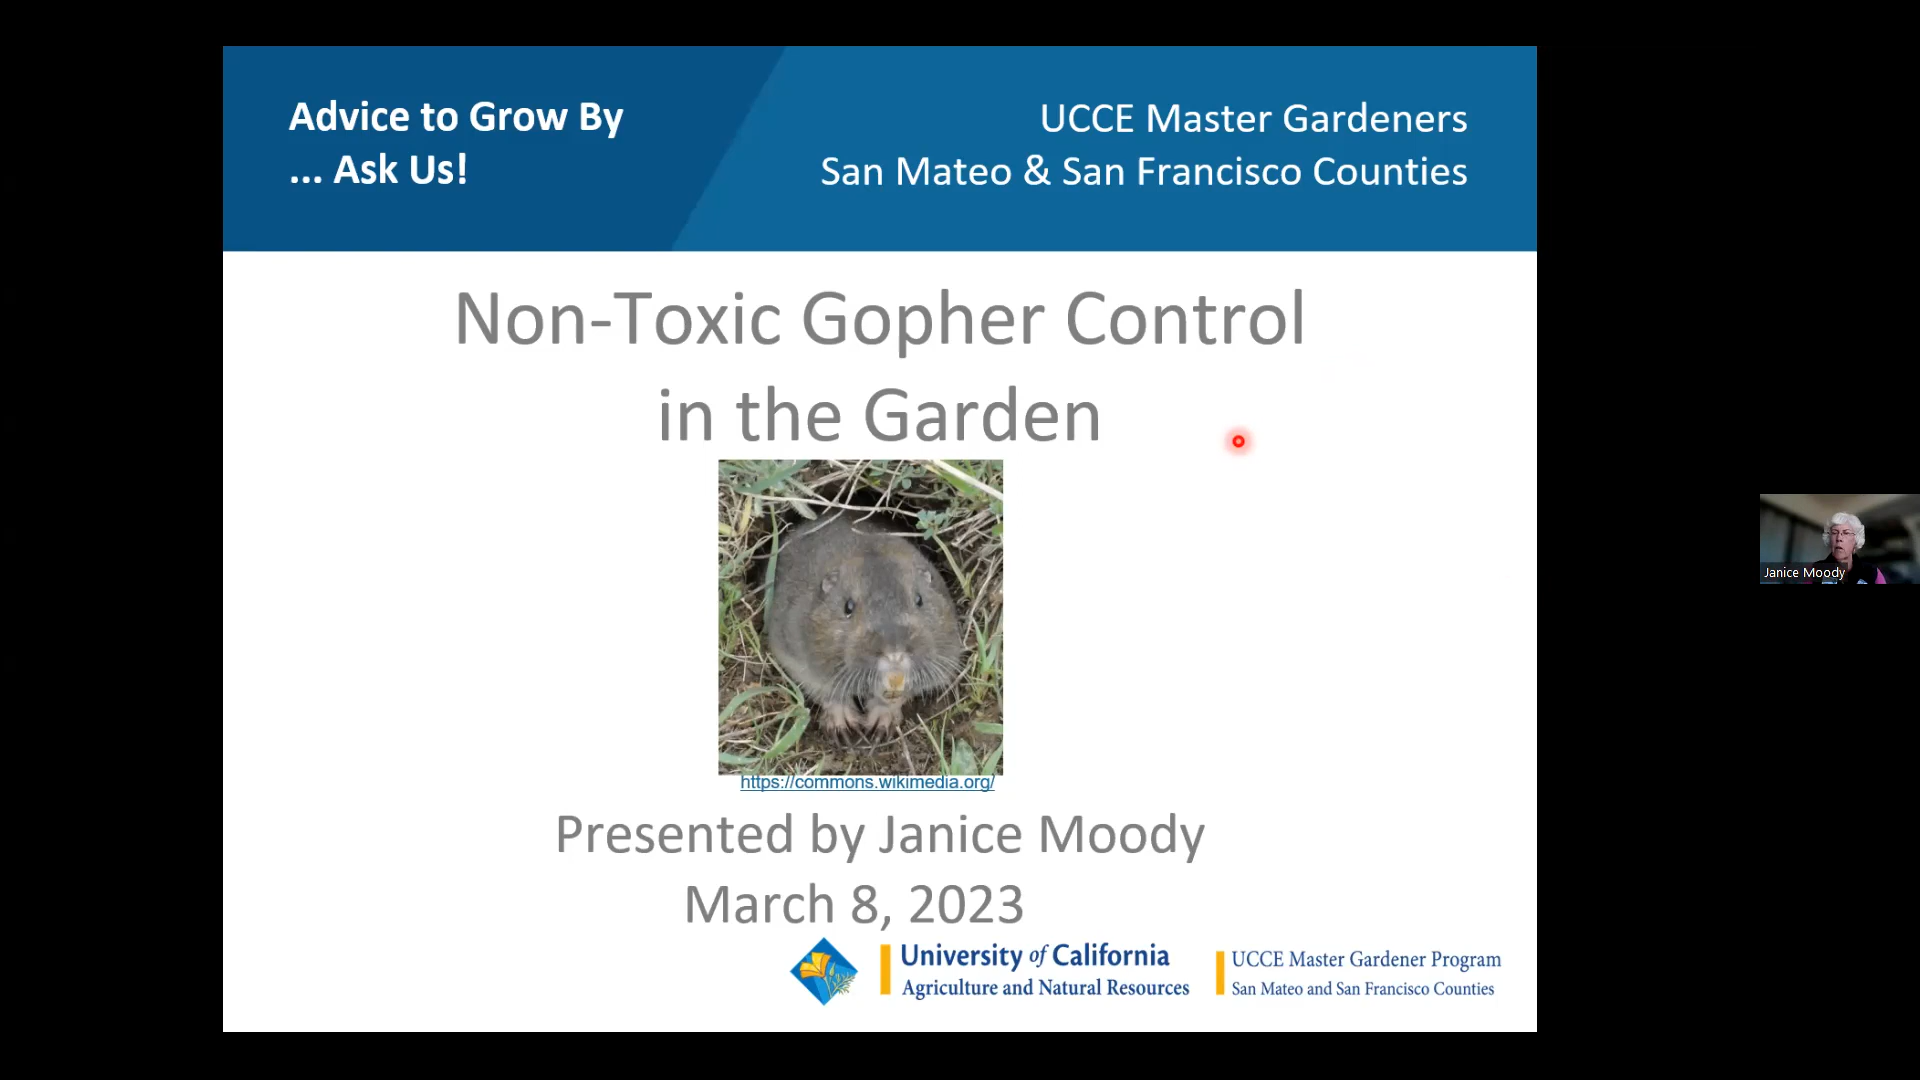 Advice to Grow By
... Ask Us!
UCCE Master Gardeners
San Mateo & San Francisco Counties
Non-Toxic Gopher Control
in the Garden
https://commons.wikimedia.org/
Presented by Janice Moody
March 8, 2023
University of California
Agriculture and Natural Resources
UCCE Master Gardener Program
San Mateo and San Francisco Counties
Janice Moody